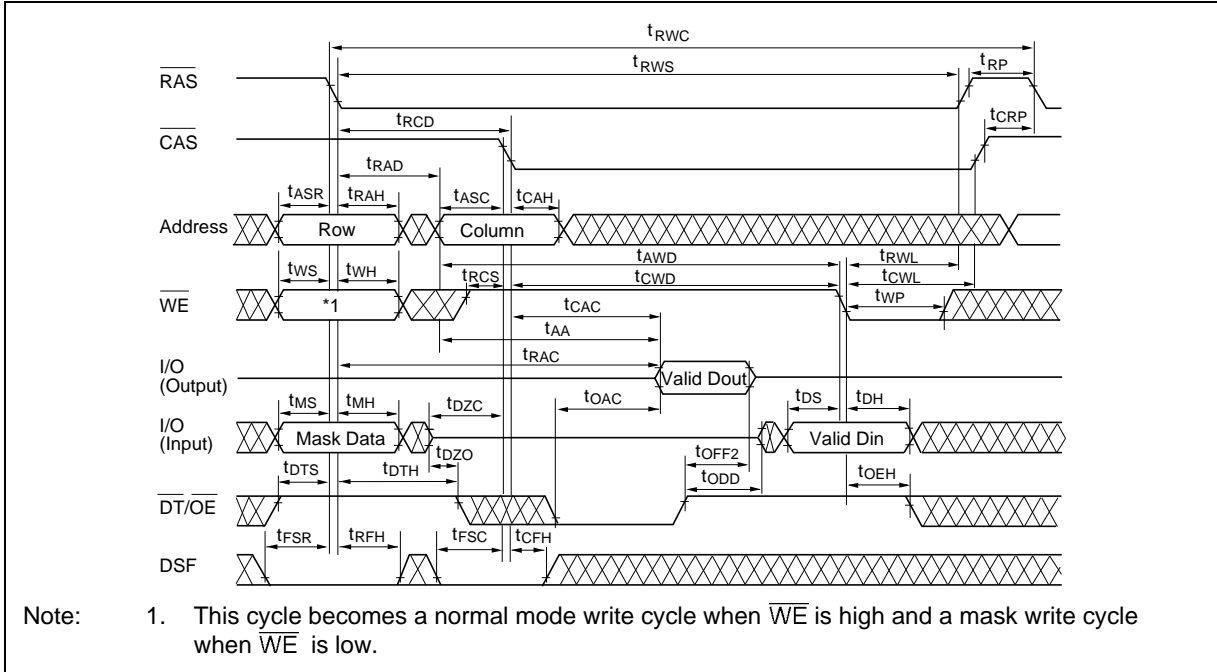 tRWC
tRWS tRP
RAS
tRCD tCRP
CAS
tRAD
tASR tRAH tASC tCAH
Address Row Column
tAWD tRWL
tWS tWH tRCS tCWD tCWL
WE *1 tCAC tWP
tAA
tRAC
I/O
(Output) Valid Dout
tMS tMH tDZC tOAC tDS tDH
I/O
(Input) Mask Data Valid Din
tDTS tDTH tDZO tOFF2
tODD tOEH
DT/OE
tFSR tRFH tFSC tCFH
DSF
Note: 1. This cycle becomes a normal mode write cycle when WE is high and a mask write cycle
when WE is low.